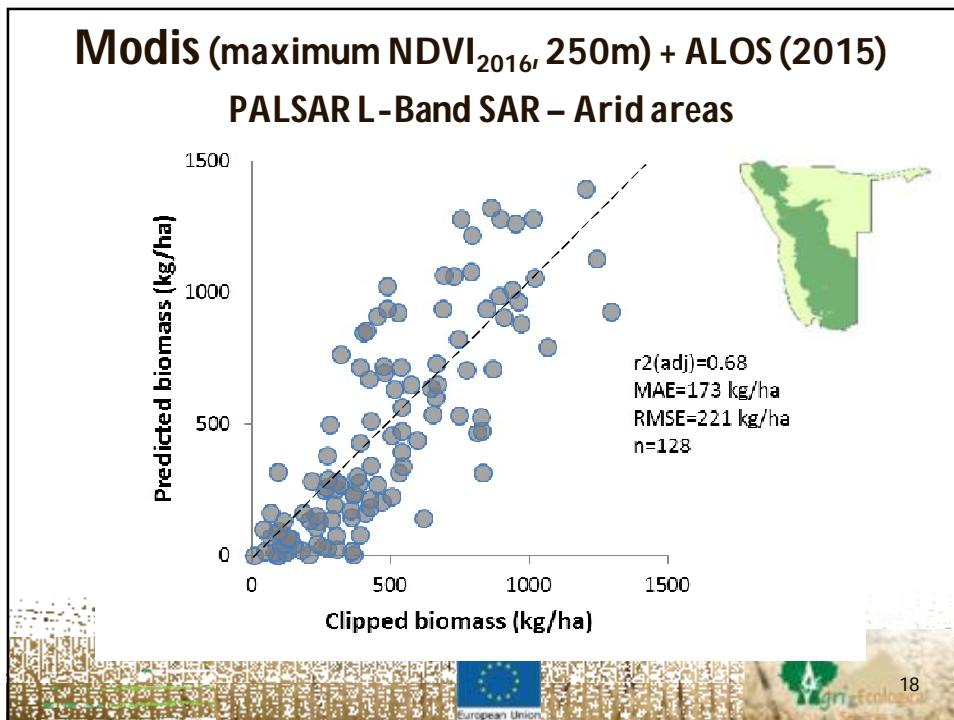 Modis (maximum NDVI2016, 250m) + ALOS (2015)
PALSAR L-Band SAR – Arid areas
1500
1000
500
0
Predicted biomass (kg/ha)
0 500 1000 1500
Clipped biomass (kg/ha)
r2(adj)=0.68
MAE=173 kg/ha
RMSE=221 kg/ha
n=128
European Union
18